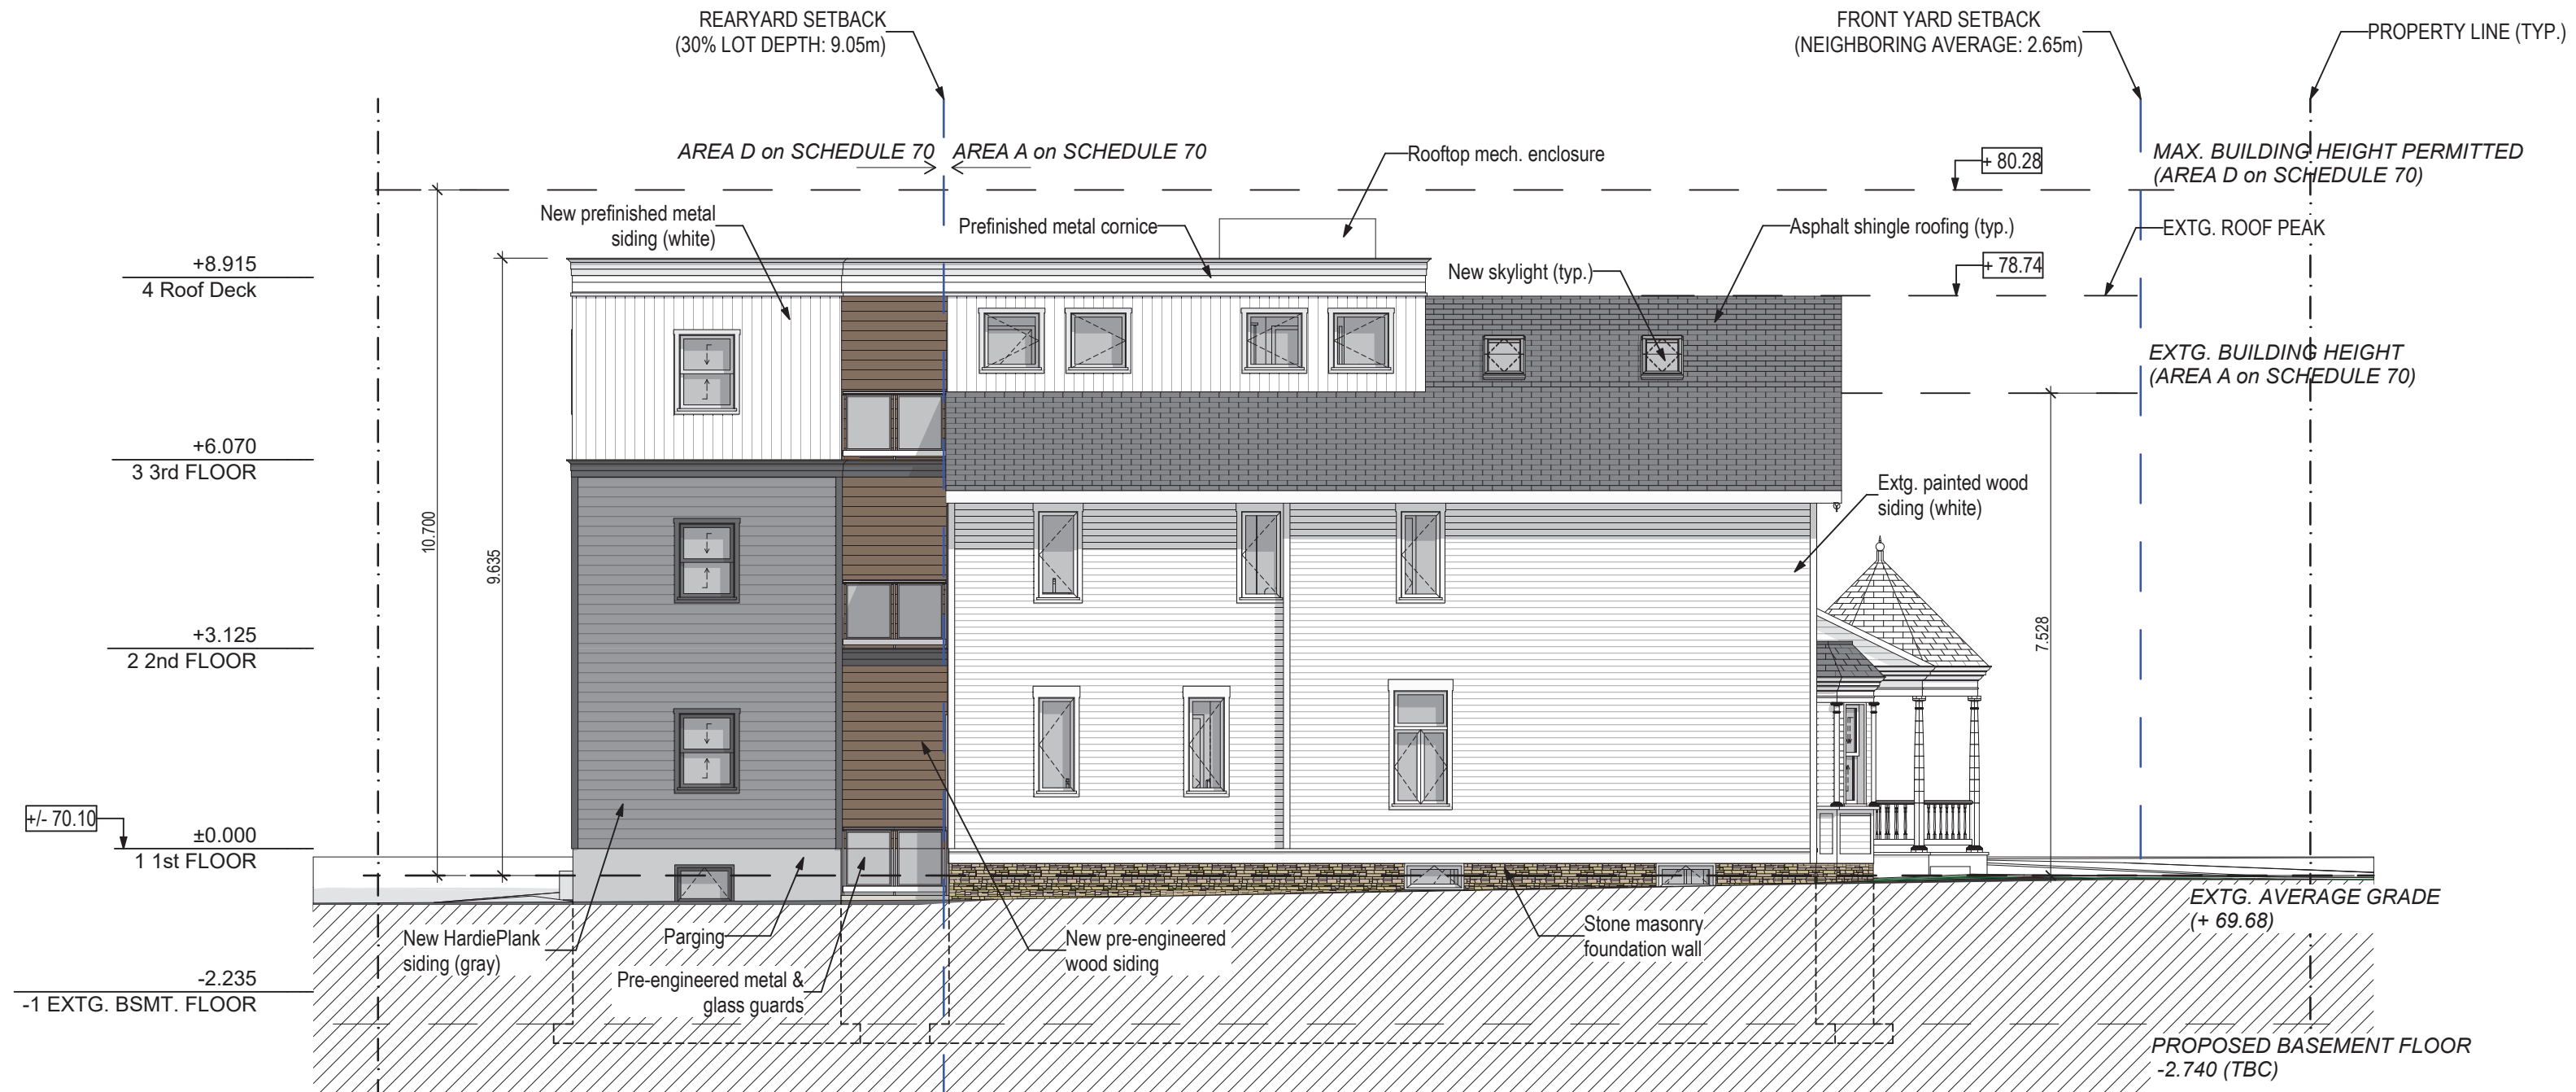 REARYARD SETBACK
(30% LOT DEPTH: 9.05m)
FRONT YARD SETBACK
(NEIGHBORING AVERAGE: 2.65m)
PROPERTY LINE (TYP.)
AREA D on SCHEDULE 70
AREA A on SCHEDULE 70
Rooftop mech. enclosure
+ 80.28
MAX. BUILDING HEIGHT PERMITTED
(AREA D on SCHEDULE 70)
New prefinished metal
siding (white)
Prefinished metal cornice
Asphalt shingle roofing (typ.)
EXTG. ROOF PEAK
+8.915
4 Roof Deck
New skylight (typ.)
+ 78.74
EXTG. BUILDING HEIGHT
(AREA A on SCHEDULE 70)
+6.070
3 3rd FLOOR
Extg. painted wood
siding (white)
10.700
9.635
+3.125
2 2nd FLOOR
7.528
+/- 70.10
±0.000
1 1st FLOOR
EXTG. AVERAGE GRADE
(+ 69.68)
New HardiePlank
siding (gray)
Parging
New pre-engineered
wood siding
Stone masonry
foundation wall
Pre-engineered metal &
glass guards
-2.235
-1 EXTG. BSMT. FLOOR
PROPOSED BASEMENT FLOOR
-2.740 (TBC)